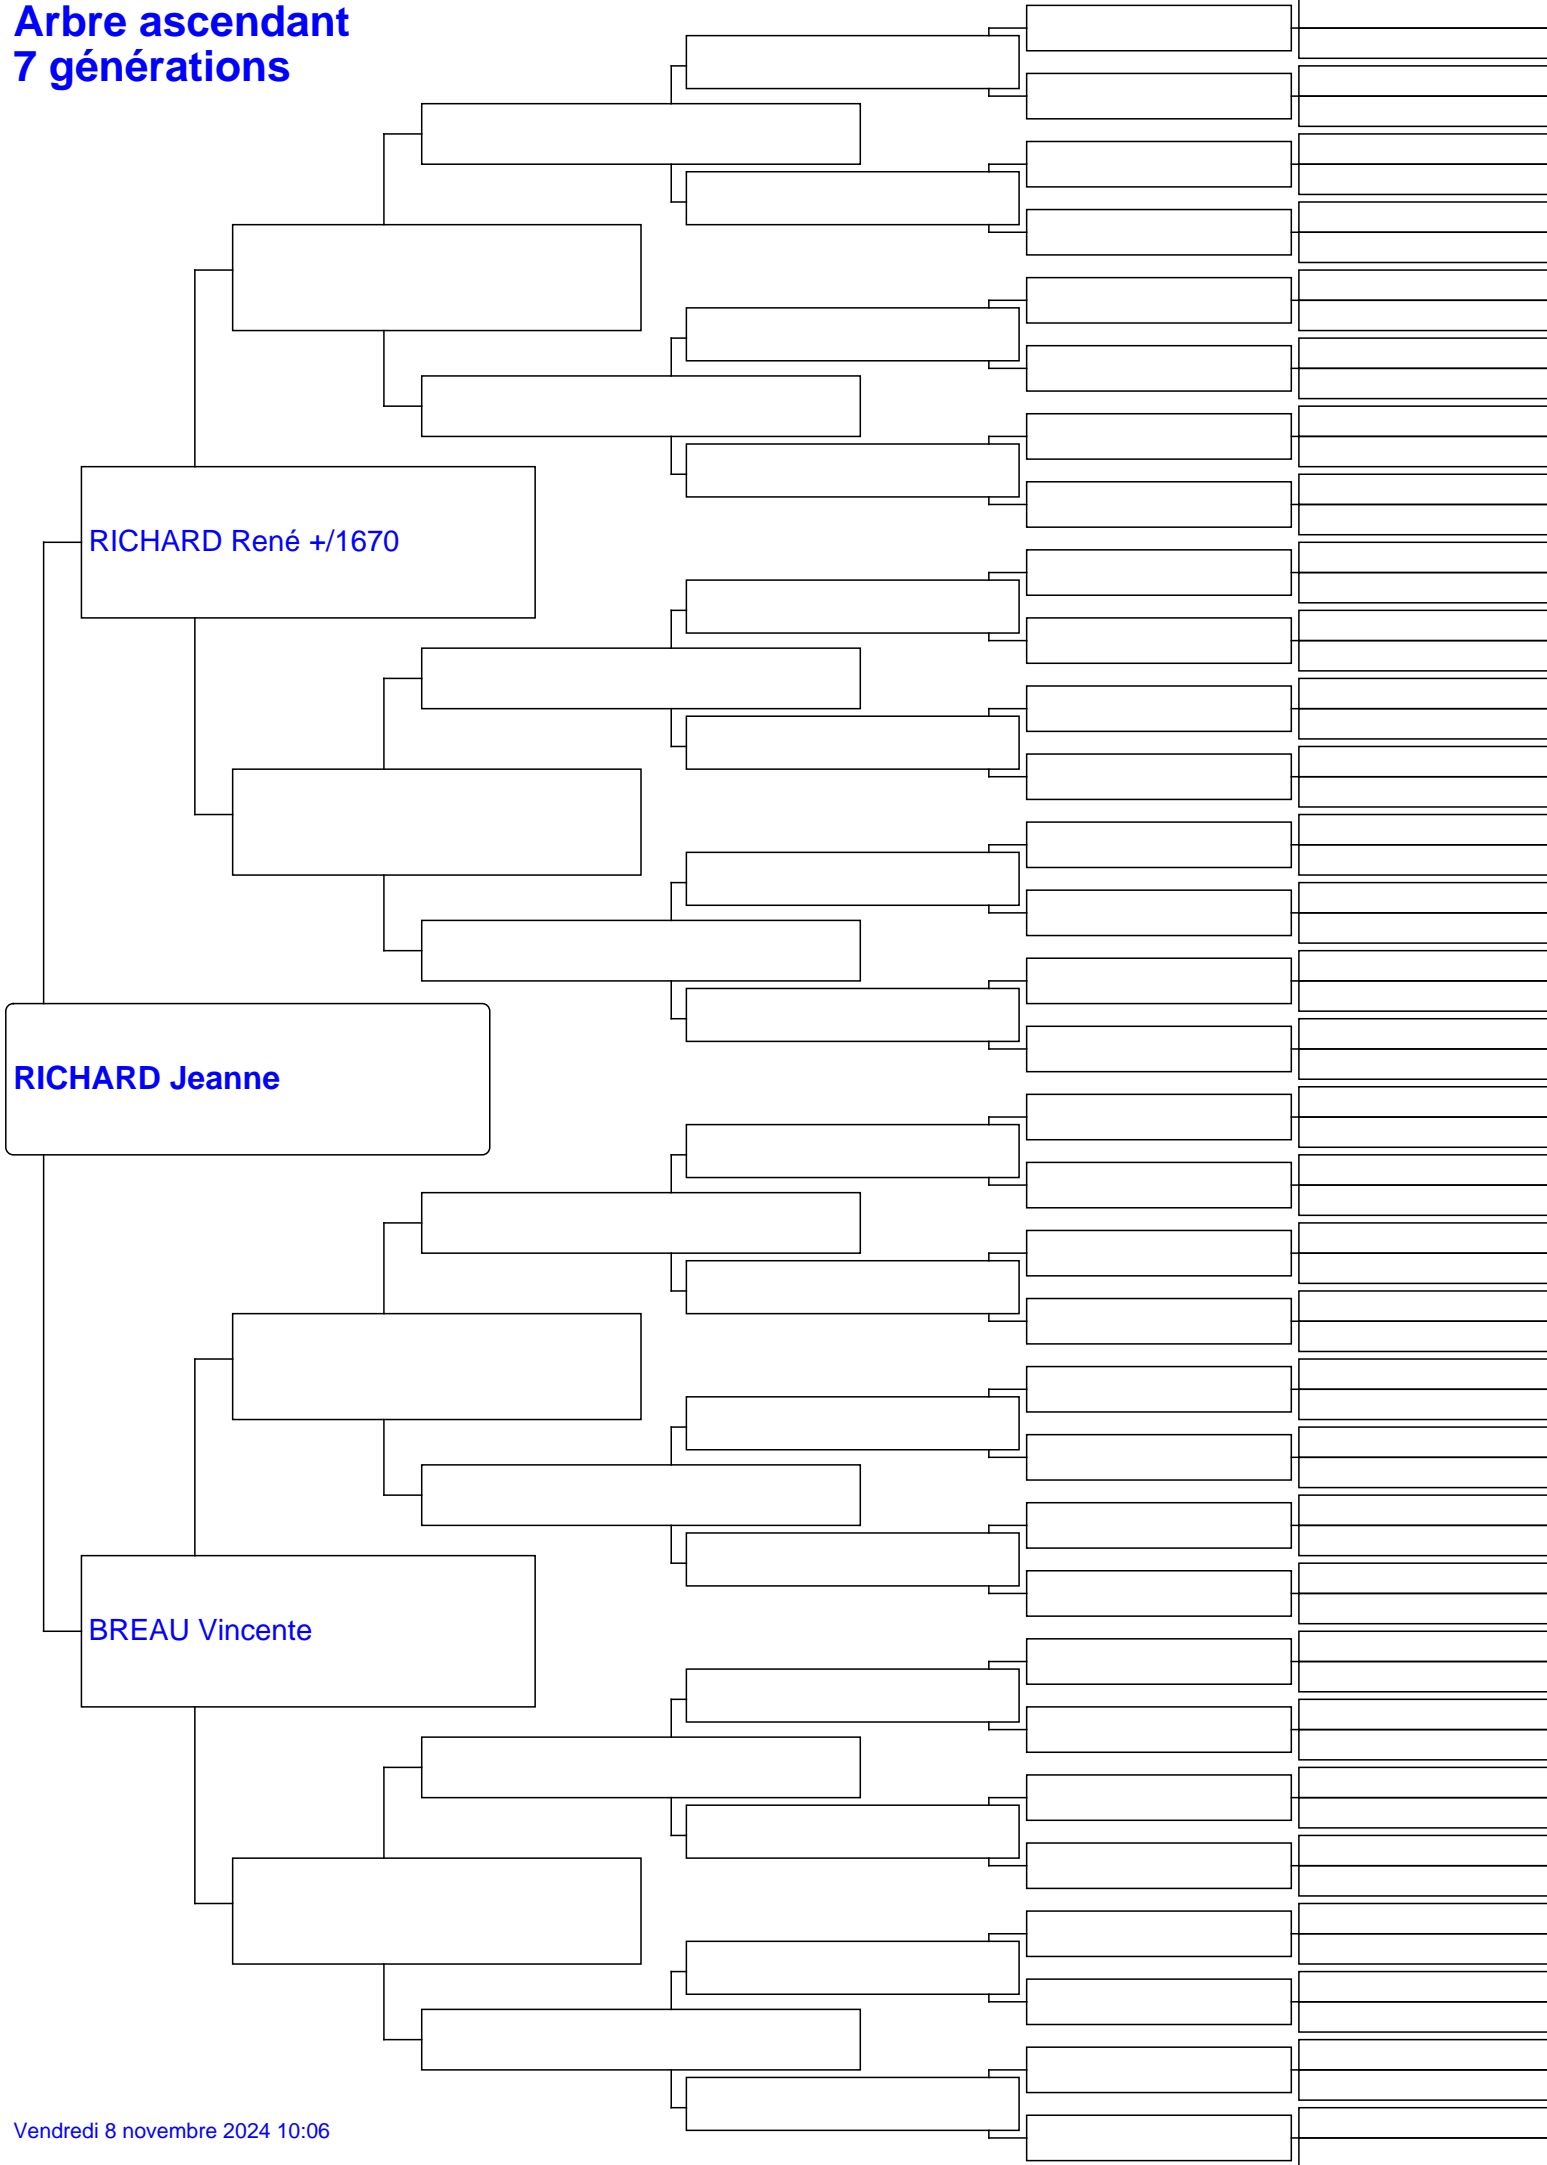 Arbre ascendant
7 générations
RICHARD René +/1670
RICHARD Jeanne
BREAU Vincente
Vendredi 8 novembre 2024 10:06